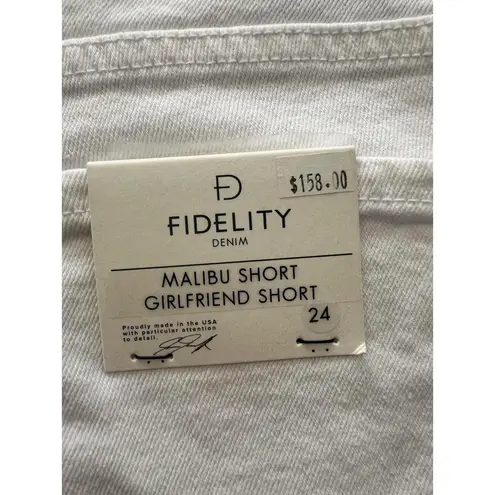 $158.00
FIDELITY
DENIM
MALIBU SHORT
GIRLFRIEND SHORT
24
Proudly made in the USA
with particular attention
to detail.